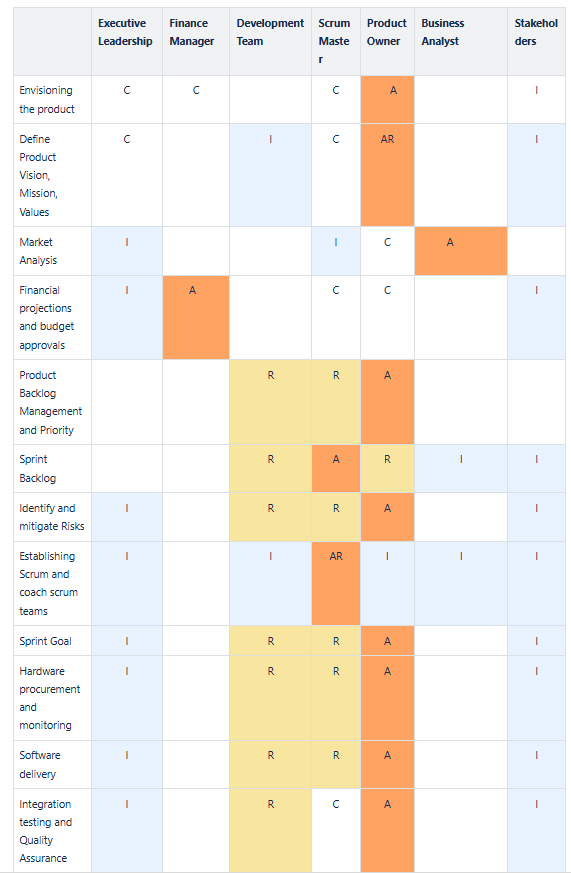 Executive Leadership Finance Manager Development Team Scrum Maste r Product Owner Business Analyst Stakehol ders
Envisioning the product C C C A I
Define Product Vision, Mission, Values C I C AR I
Market Analysis I I C A
Financial projections and budget approvals I A C C I
Product Backlog Management and Priority R R A
Sprint Backlog R A R I I
Identify and mitigate Risks I R R A I
Establishing Scrum and coach scrum teams I I AR I I I
Sprint Goal I R R A I
Hardware procurement and monitoring I R R A I
Software delivery I R R A I
Integration testing and Quality Assurance I R C A I